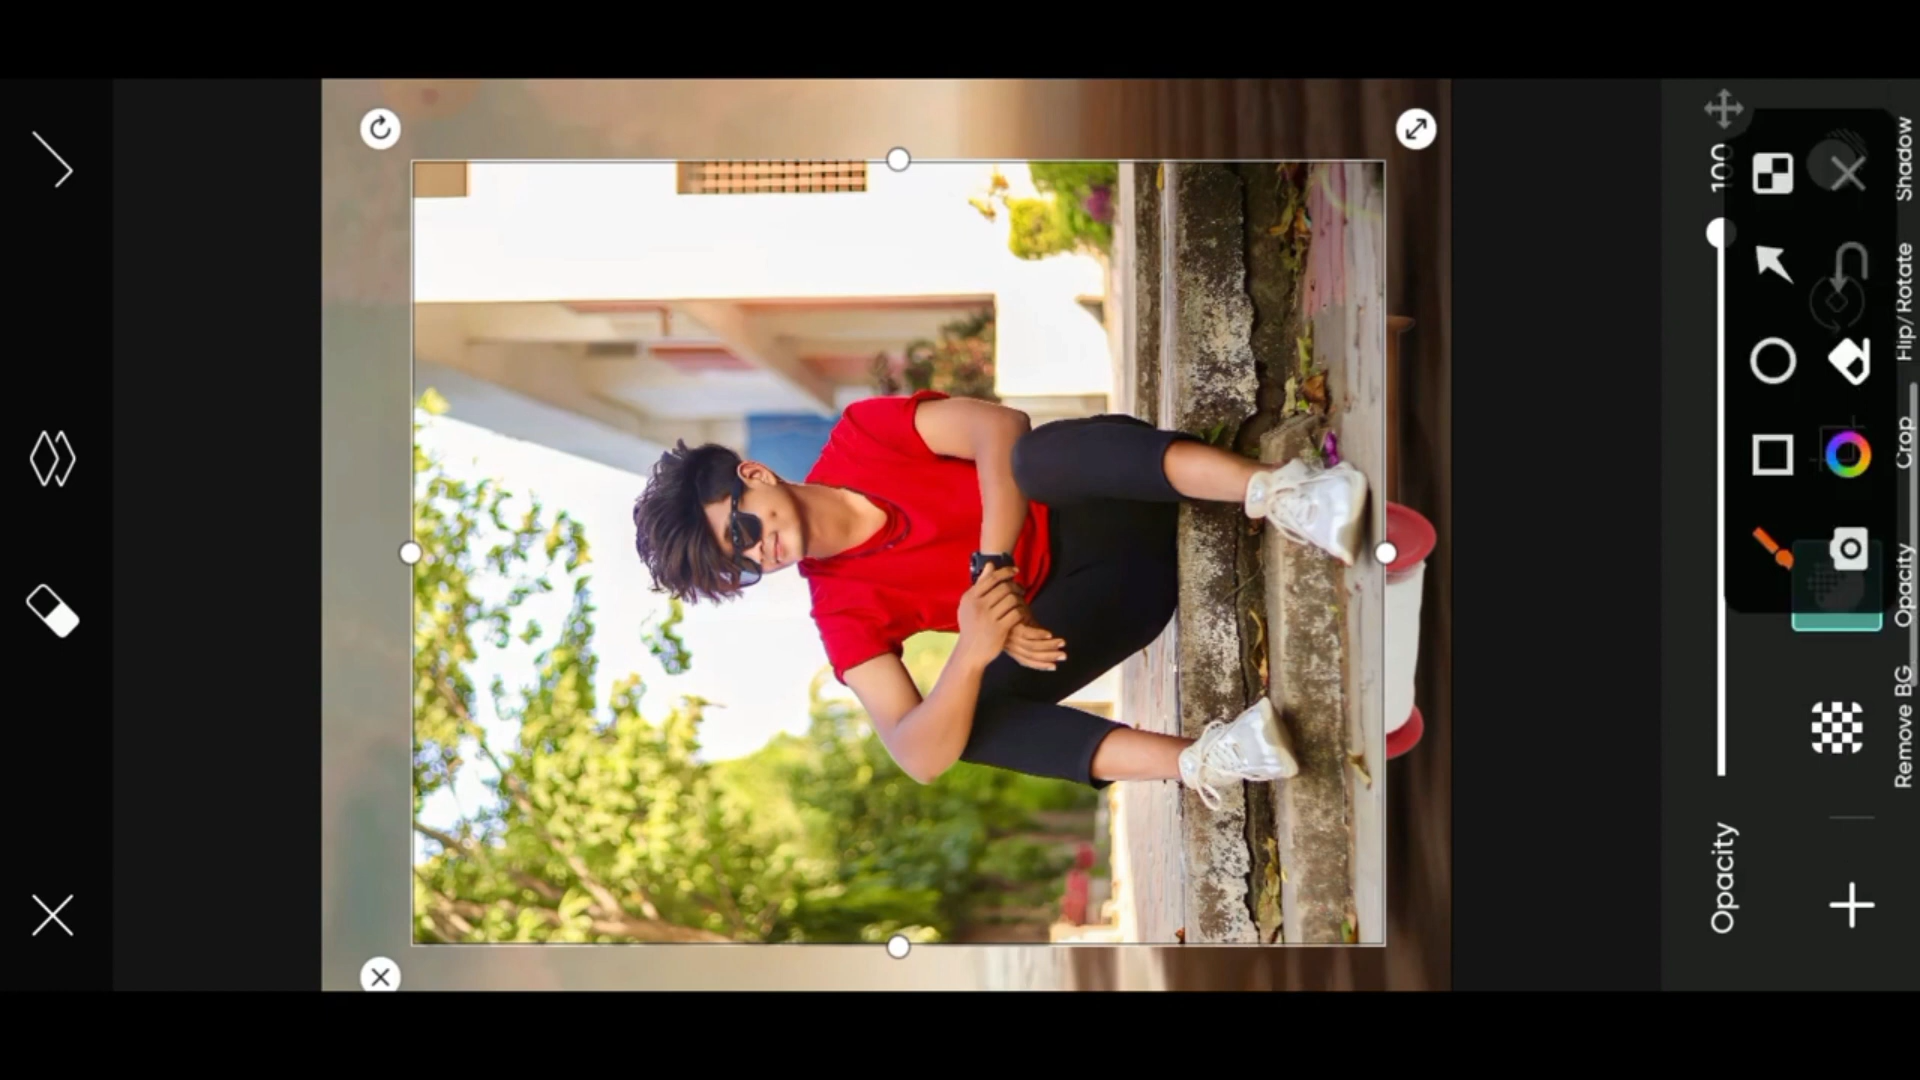 Opacity
100
Remove BG
Opacity
Crop
Flip/Rotate
Shadow